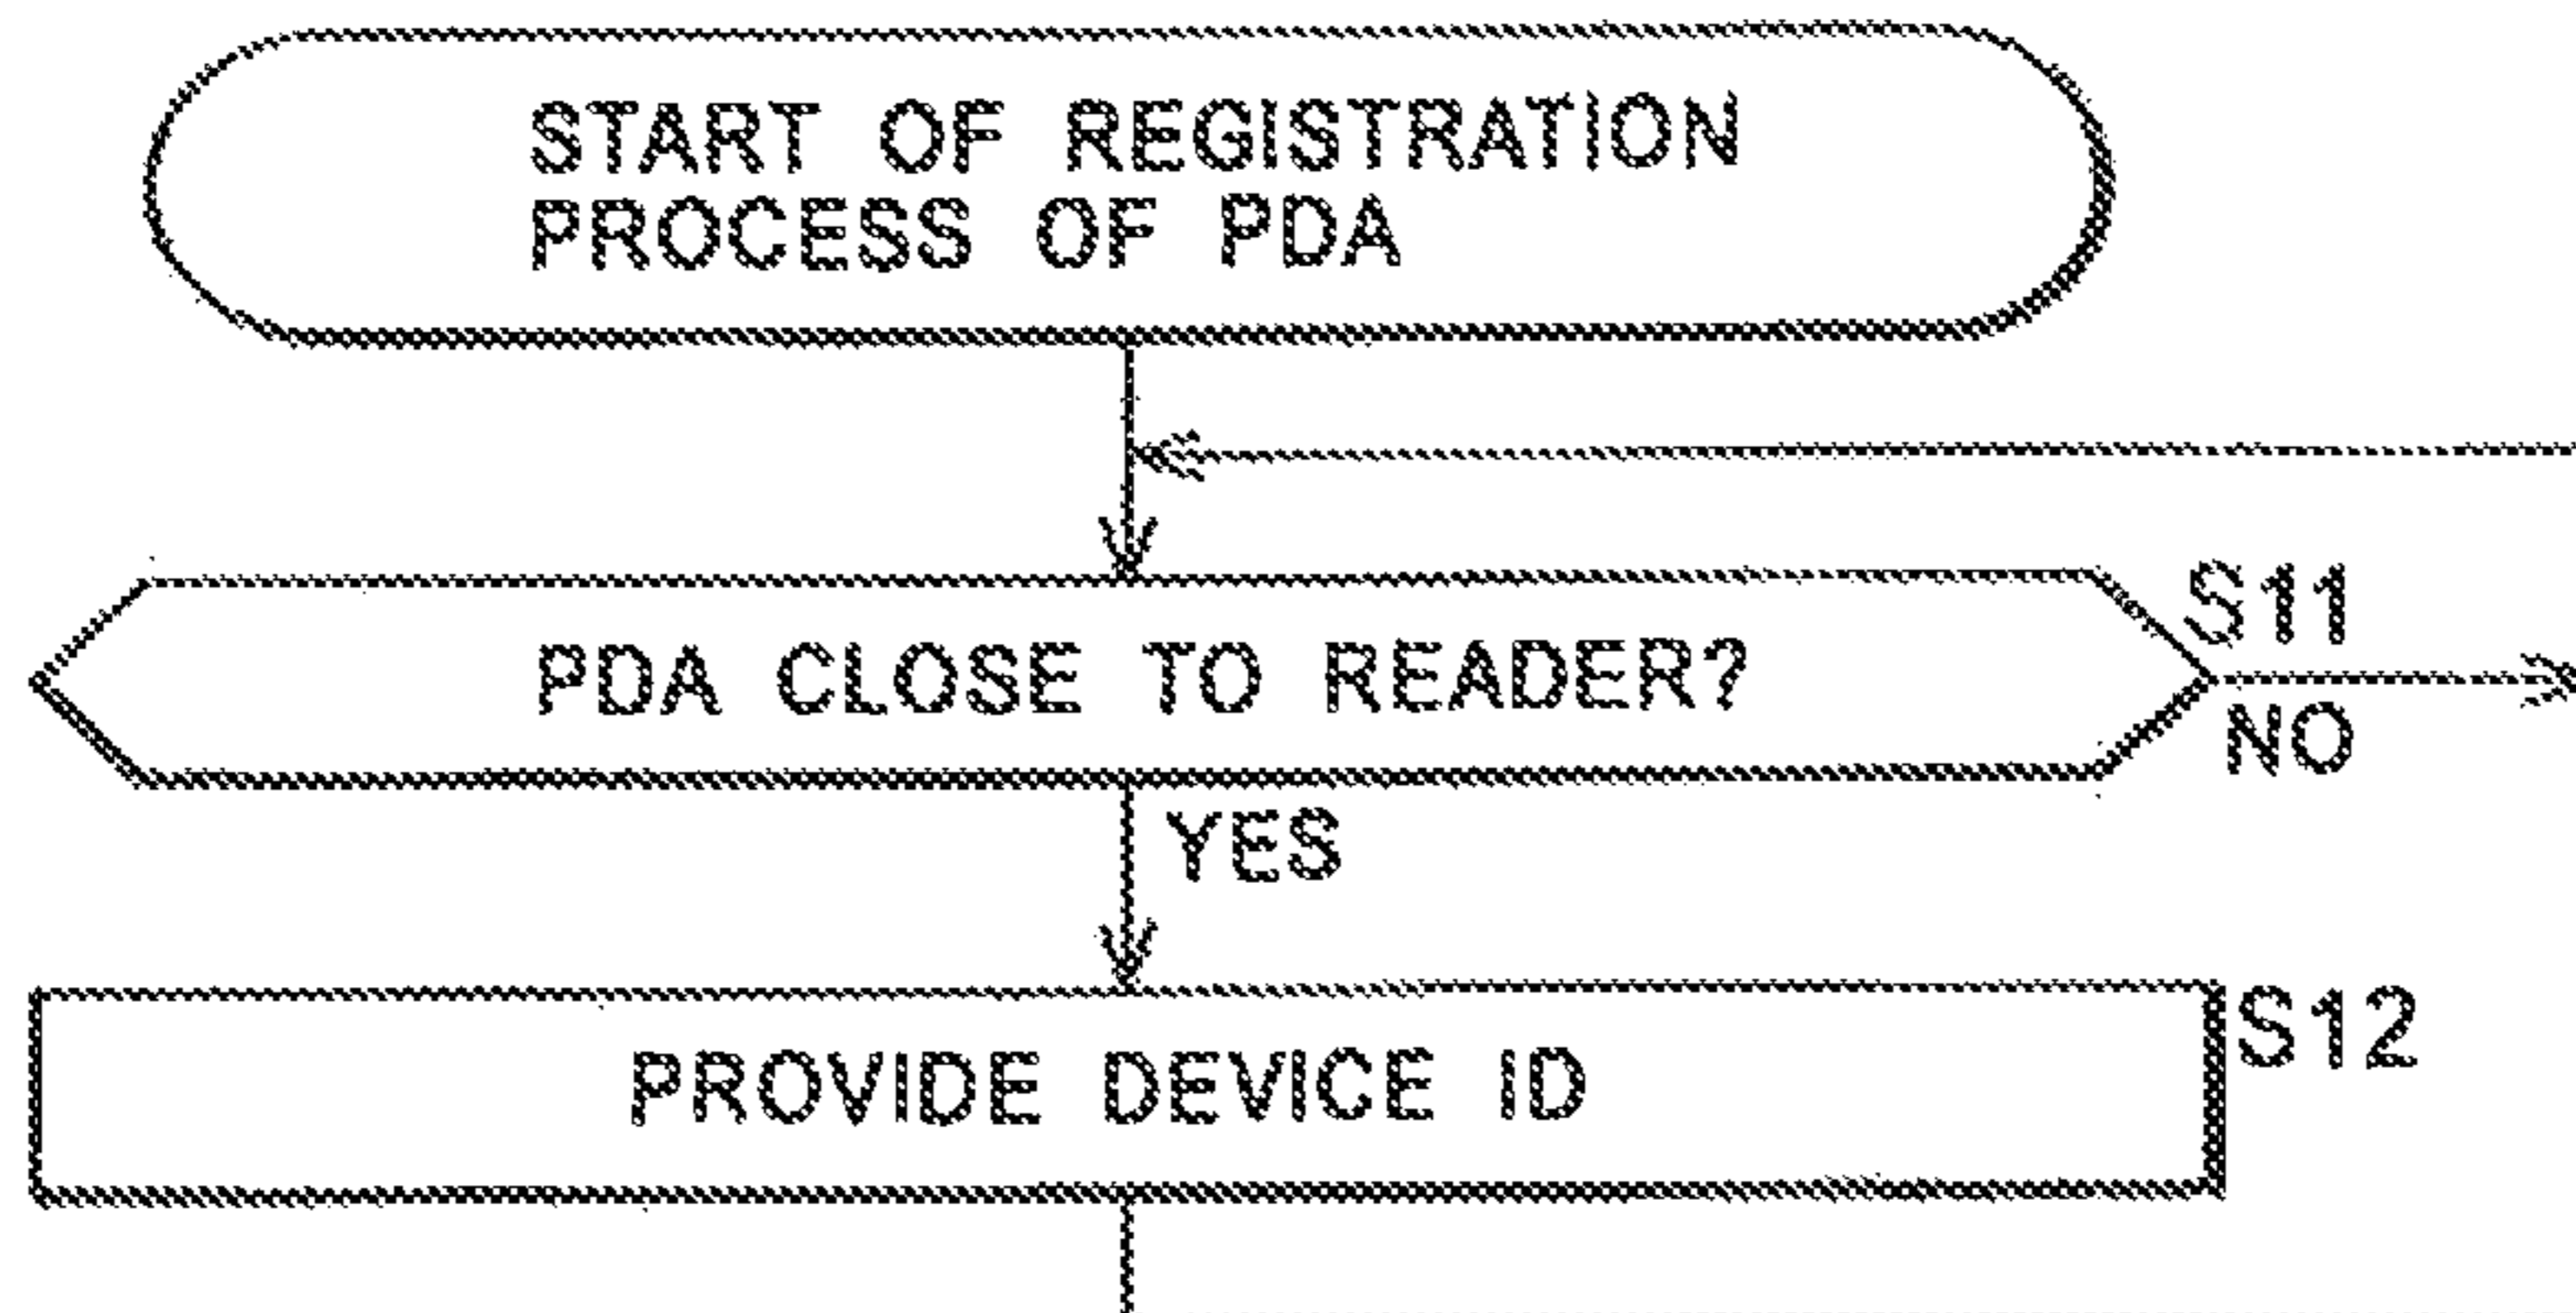 START OF REGISTRATION
PROCESS OF PDA
S11
PDA CLOSE TO READER?
NO
YES
S12
PROVIDE DEVICE ID